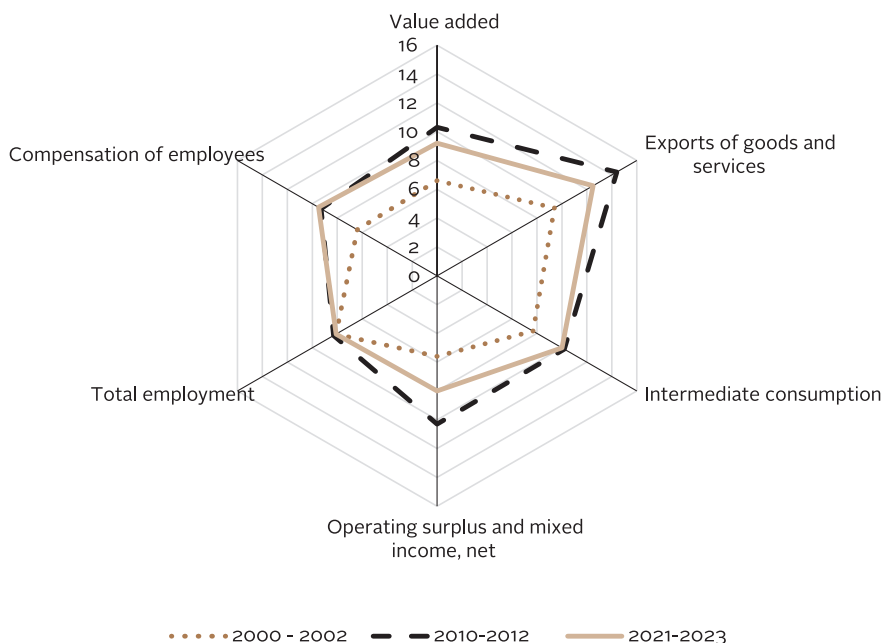 Value added
16
14
12
10
8
6
4
2
0
Exports of goods and
services
Compensation of employees
Total employment
Intermediate consumption
Operating surplus and mixed
income, net
2000 - 2002 2010-2012 2021-2023